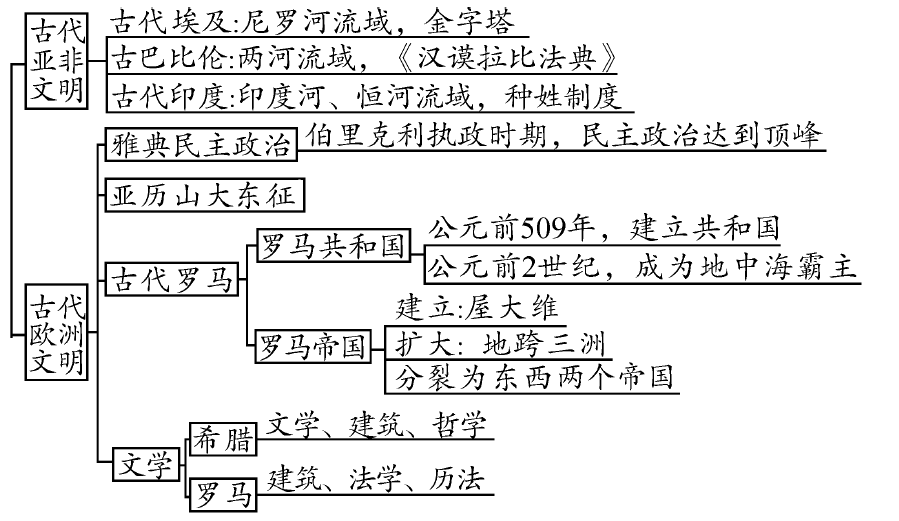 古代
亚非
文明
古代埃及:尼罗河流域，金字塔
古巴比伦:两河流域，《汉谟拉比法典》
古代印度:印度河、恒河流域，种姓制度
古代
欧洲
文明
雅典民主政治
伯里克利执政时期，民主政治达到顶峰
亚历山大东征
古代罗马
罗马共和国
公元前509年，建立共和国
公元前2世纪，成为地中海霸主
罗马帝国
建立:屋大维
扩大：地跨三洲
分裂为东西两个帝国
文学
希腊
文学、建筑、哲学
罗马
建筑、法学、历法